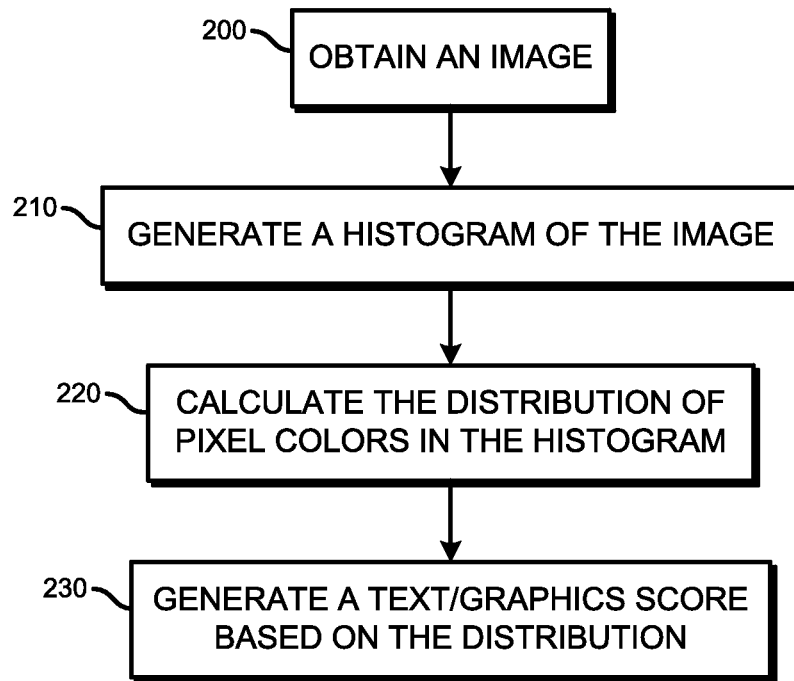 200
OBTAIN AN IMAGE
210
GENERATE A HISTOGRAM OF THE IMAGE
220
CALCULATE THE DISTRIBUTION OF
PIXEL COLORS IN THE HISTOGRAM
230
GENERATE A TEXT/GRAPHICS SCORE
BASED ON THE DISTRIBUTION